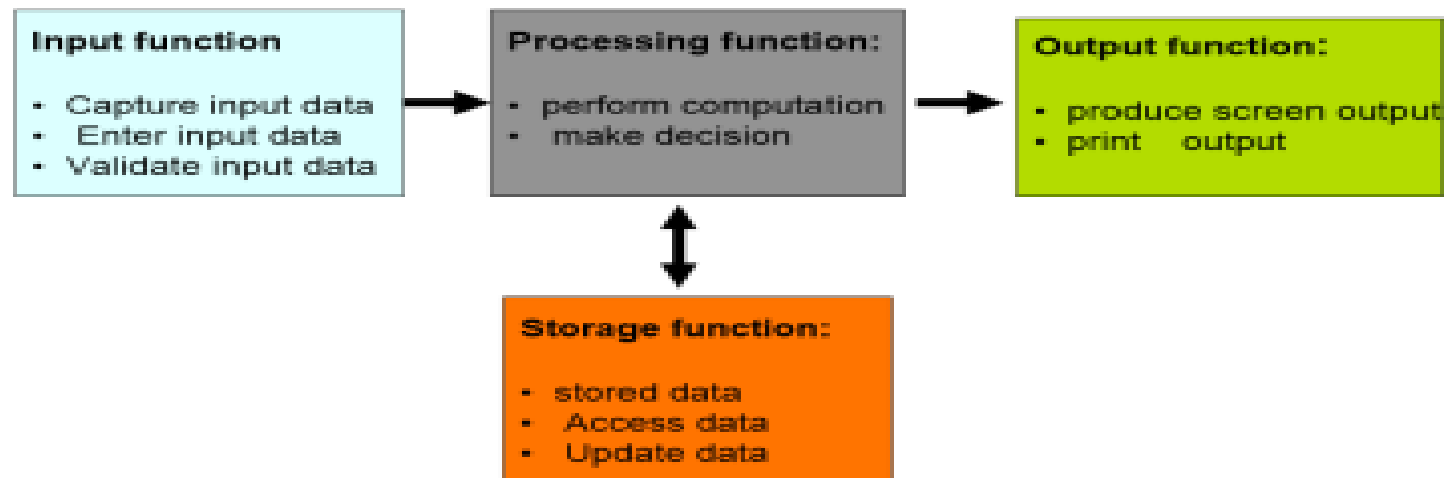 Input function
• Capture input data
• Enter input data
• Validate input data
Processing function:
• perform computation
• make decision
Output function:
• produce screen output
• print output
Storage function:
• stored data
• Access data
• Update data